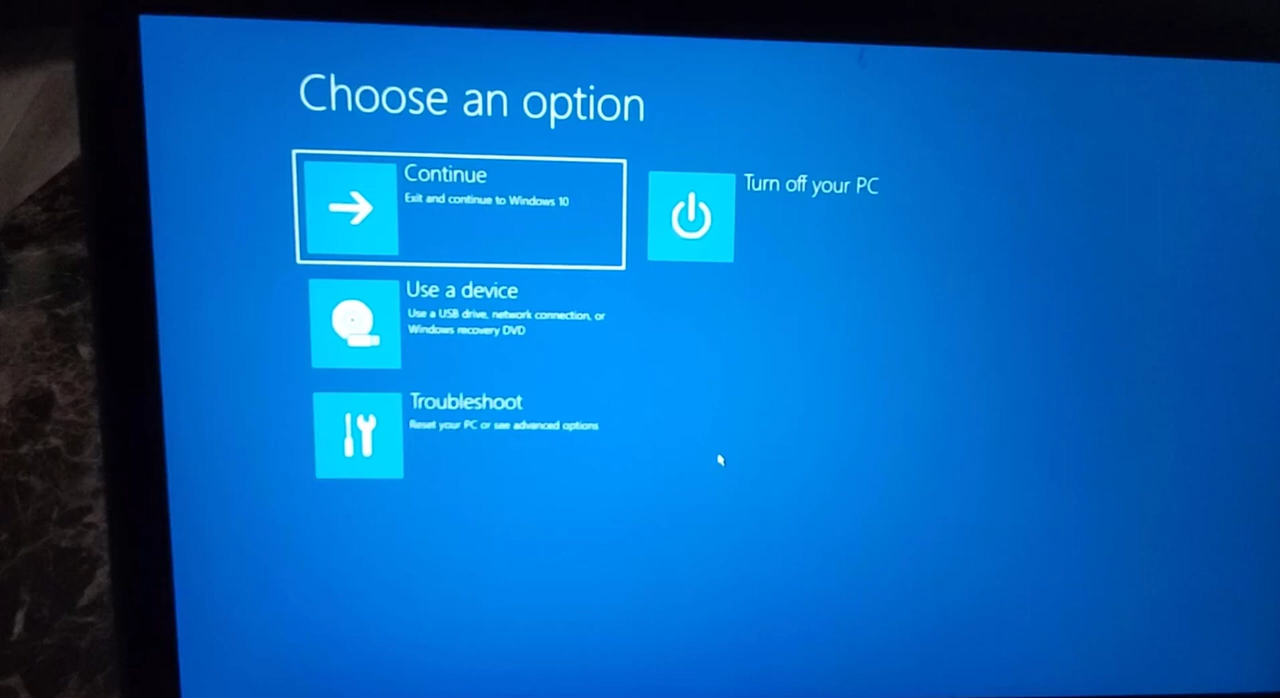 Choose an option
Continue
Exit and continue to Windows 10
Turn off your PC
Use a device
Use a USB drive, network connection, or
Windows recovery DVD
Troubleshoot
Reset your PC or see advanced options